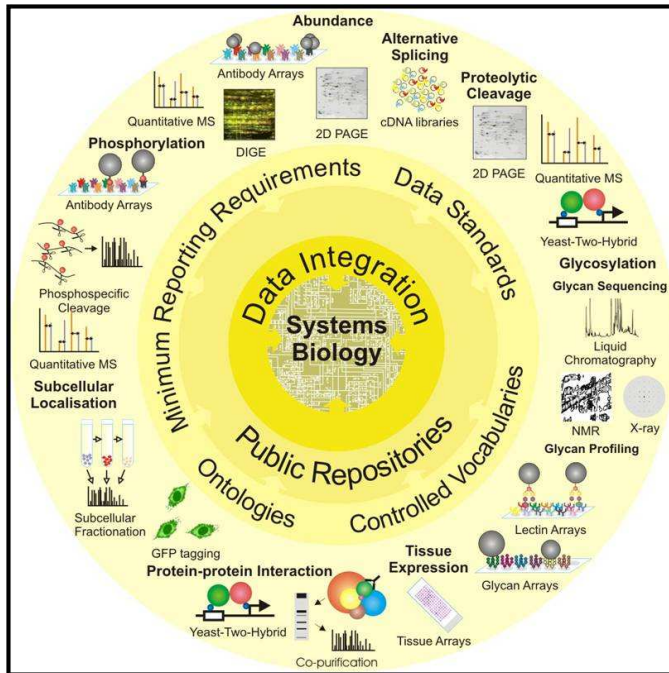 Abundance
Antibody Arrays
Quantitative MS
DIGE
2D PAGE
Alternative
Splicing
cDNA libraries
Proteolytic
Cleavage
2D PAGE
Quantitative MS
Yeast-Two-Hybrid
Glycosylation
Glycan Sequencing
Liquid
Chromatography
NMR
X-ray
Glycan Profiling
Lectin Arrays
Glycan Arrays
Tissue
Expression
Tissue Arrays
Protein-protein Interaction
Yeast-Two-Hybrid
Co-purification
Subcellular
Localisation
Subcellular
Fractionation
GFP tagging
Phosphorylation
Antibody Arrays
Phosphospecific
Cleavage
Quantitative MS
Minimum Reporting Requirements
Data Standards
Controlled Vocabularies
Ontologies
Data Integration
Public Repositories
Systems
Biology